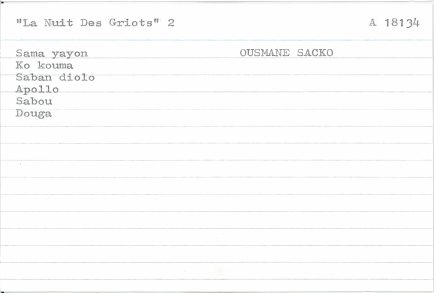 "La Nuit Des Griots" 2 A 18134
Sama yayon OUSMANE SACKO
Ko kouma
Saban diolo
Apollo
Sabou
Douga